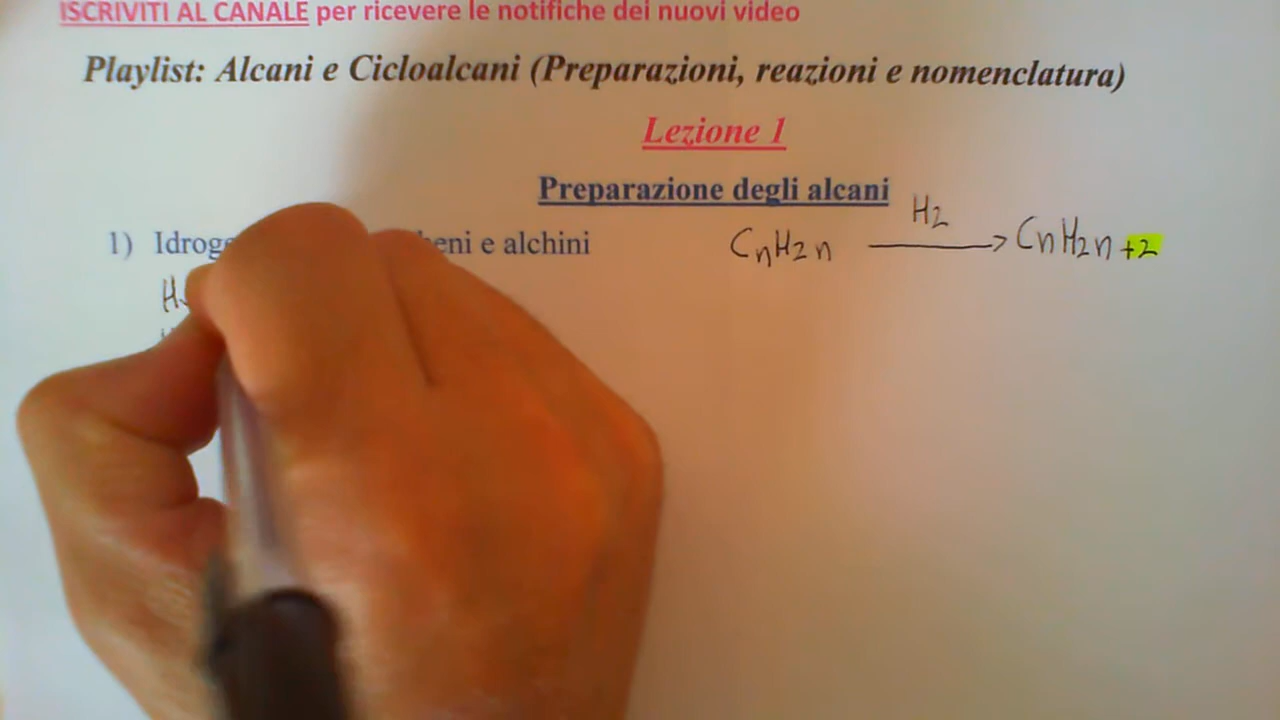 ISCRIVITI AL CANALE per ricevere le notifiche dei nuovi video
Playlist: Alcani e Cicloalcani (Preparazioni, reazioni e nomenclatura)
Lezione 1
Preparazione degli alcani
H2
1) e alchini CnH2n → CnH2n+2